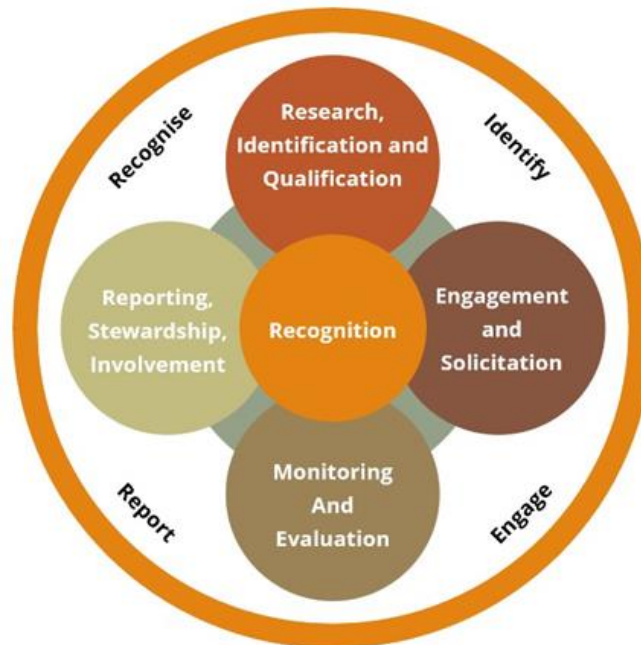 Recognise
Identify
Research,
Identification and
Qualification
Reporting,
Stewardship,
Involvement
Recognition
Engagement
and
Solicitation
Monitoring
And
Evaluation
Report
Engage